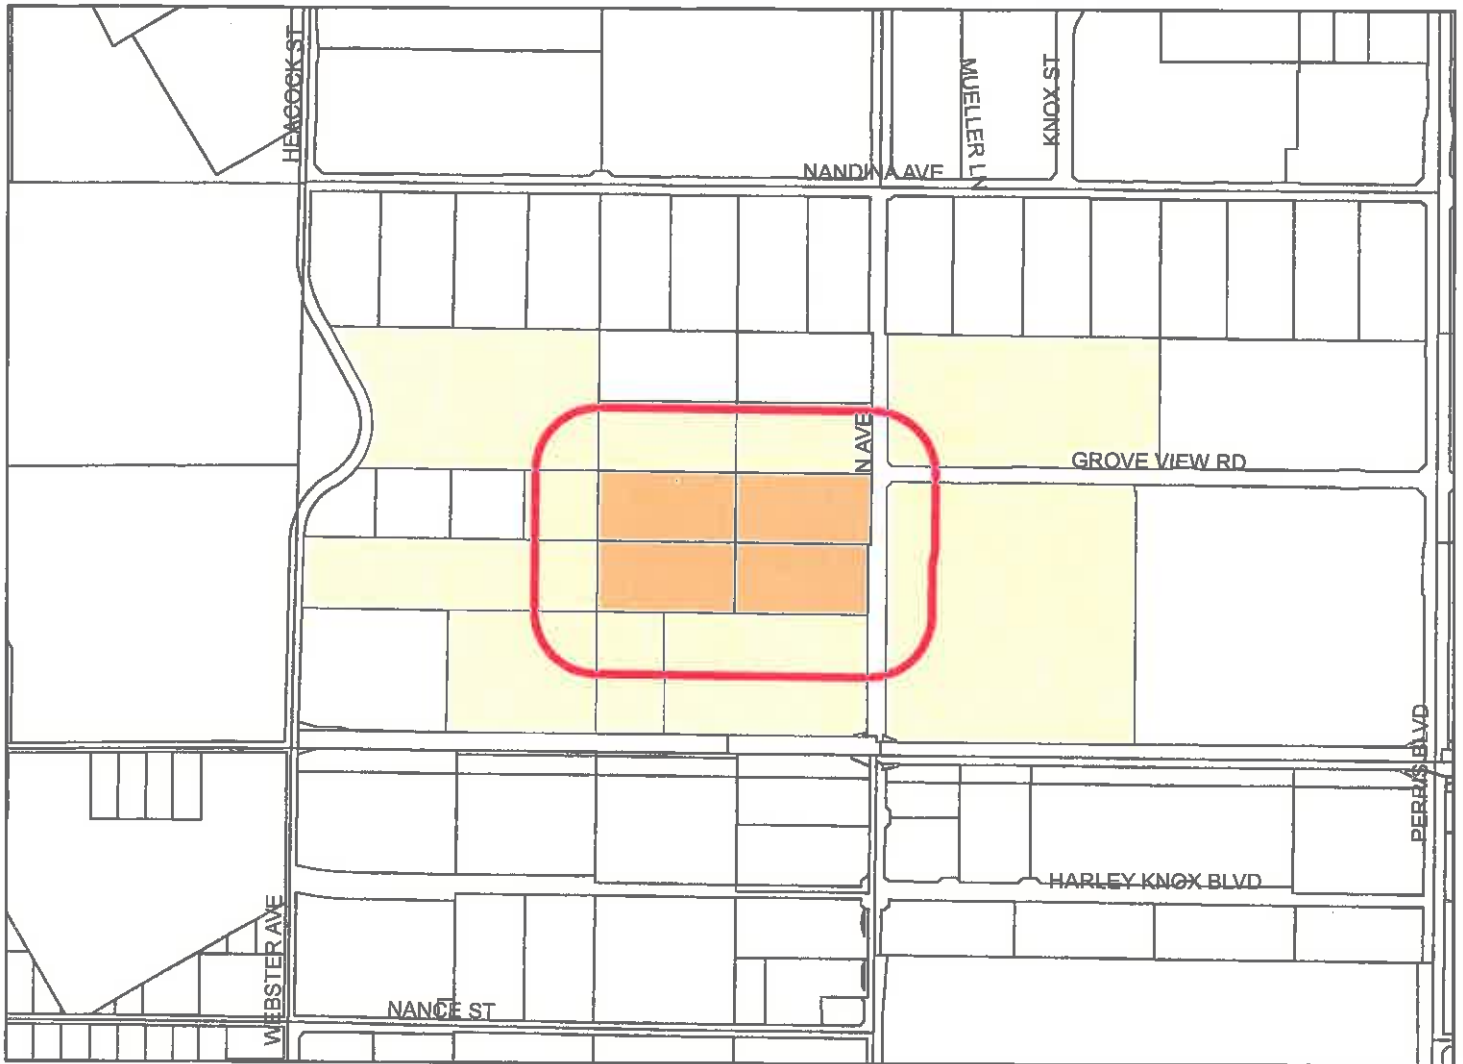 HEACOCK ST
MUELLER LN
KNOX ST
NANDINA AVE
N AVE
GROVE VIEW RD
PERRIS BLVD
HARLEY KNOX BLVD
WEBSTER AVE
NANCE ST